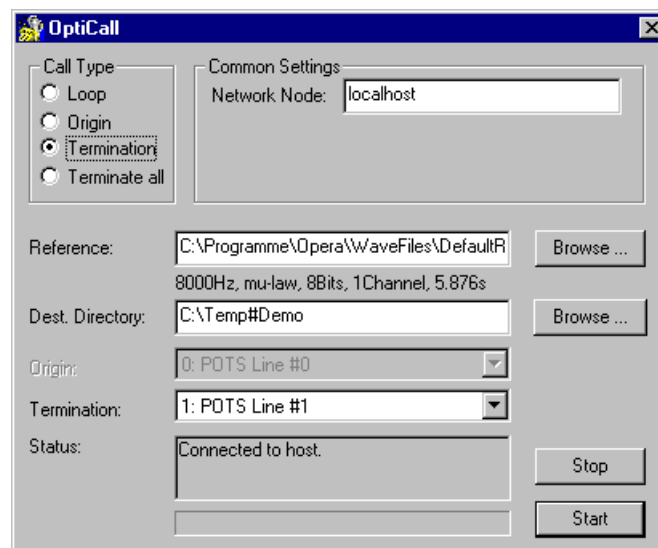 OptiCall
Call Type
Loop
Origin
Termination
Terminate all
Common Settings
Network Node: localhost
Reference: C:\Programme\Opera\WaveFiles\DefaultR Browse ...
8000Hz, mu-law, 8Bits, 1Channel, 5.876s
Dest. Directory: C:\Temp#Demo Browse ...
Origin: 0: POTS Line #0
Termination: 1: POTS Line #1
Status: Connected to host.
Stop
Start